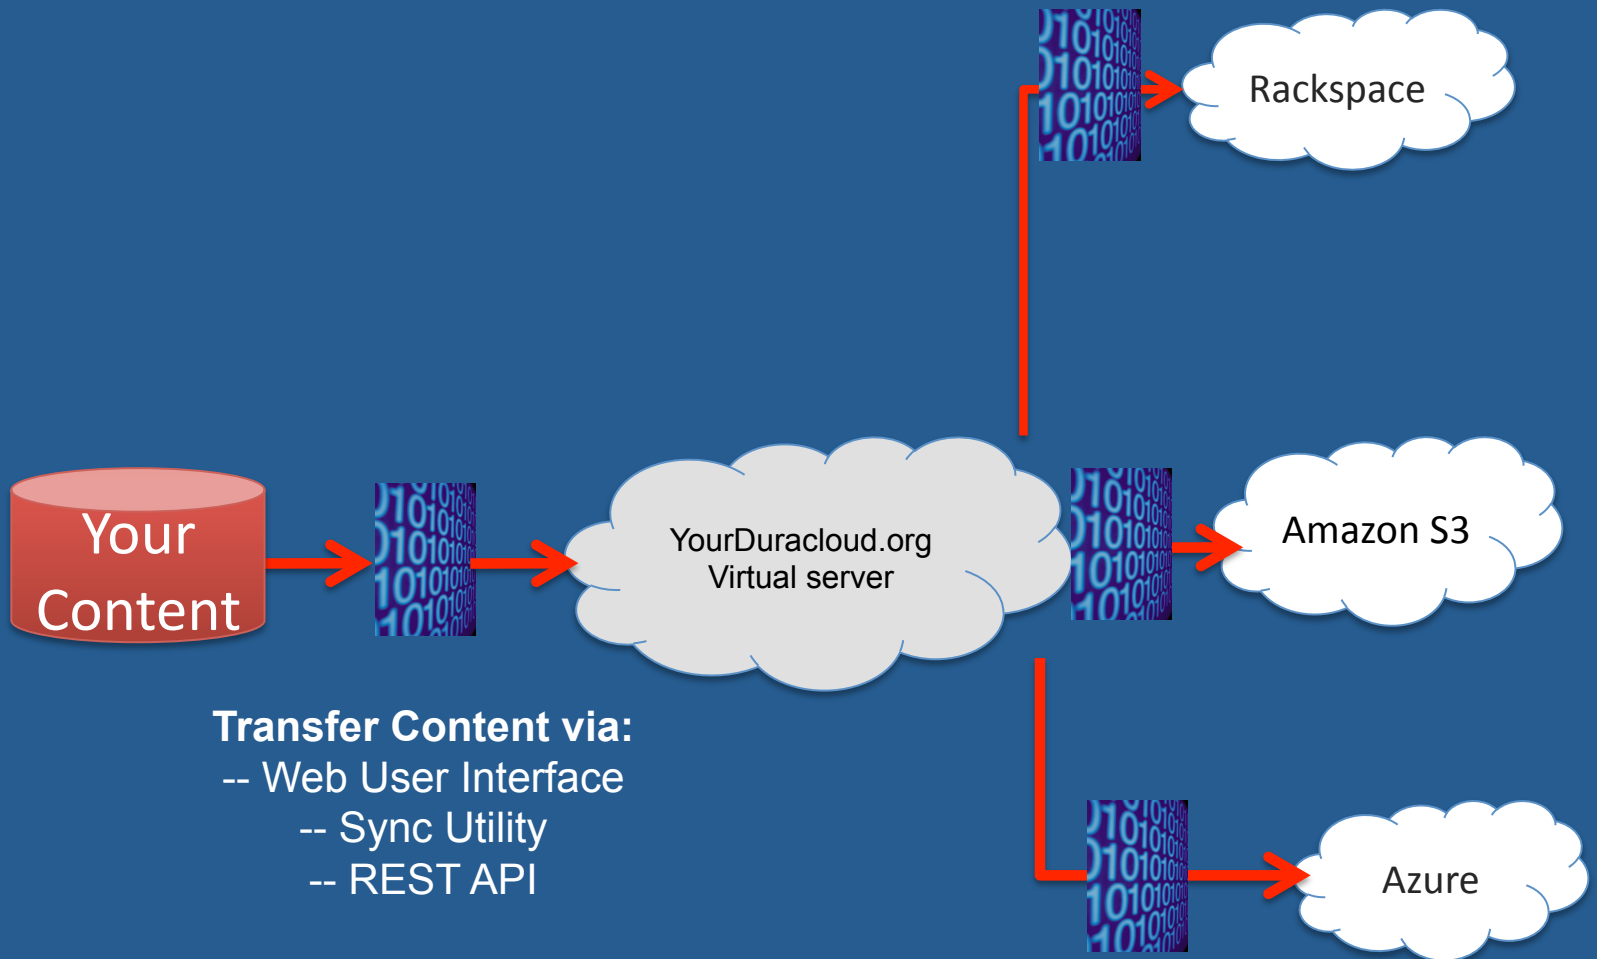 Rackspace
Your
Content
YourDuracloud.org
Virtual server
Amazon S3
Transfer Content via:
-- Web User Interface
-- Sync Utility
-- REST API
Azure